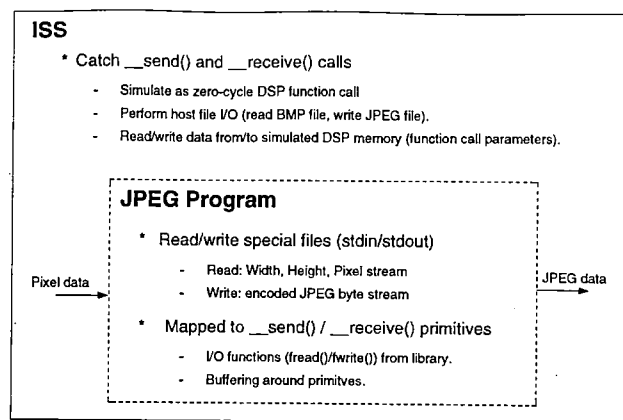 ISS
* Catch __send() and __receive() calls
- Simulate as zero-cycle DSP function call
- Perform host file I/O (read BMP file, write JPEG file).
- Read/write data from/to simulated DSP memory (function call parameters).
JPEG Program
* Read/write special files (stdin/stdout)
- Read: Width, Height, Pixel stream
- Write: encoded JPEG byte stream
Pixel data
JPEG data
* Mapped to __send() / __receive() primitives
- I/O functions (fread()/fwrite()) from library.
- Buffering around primitves.